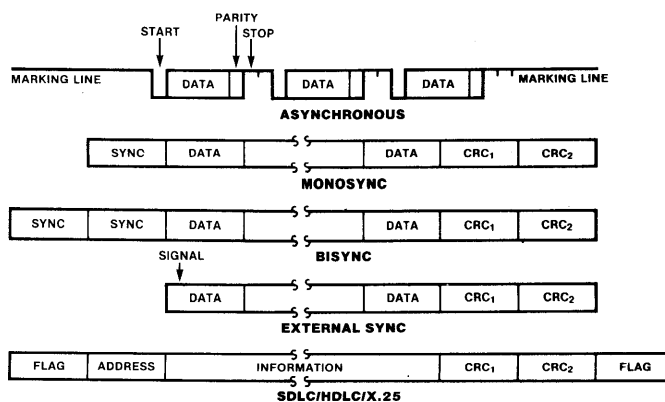 PARITY
START STOP
MARKING LINE DATA DATA DATA MARKING LINE
ASYNCHRONOUS
SYNC DATA DATA CRC₁ CRC₂
MONOSYNC
SYNC SYNC DATA DATA CRC₁ CRC₂
BISYNC
SIGNAL
DATA DATA CRC₁ CRC₂
EXTERNAL SYNC
FLAG ADDRESS INFORMATION CRC₁ CRC₂ FLAG
SDLC/HDLC/X.25